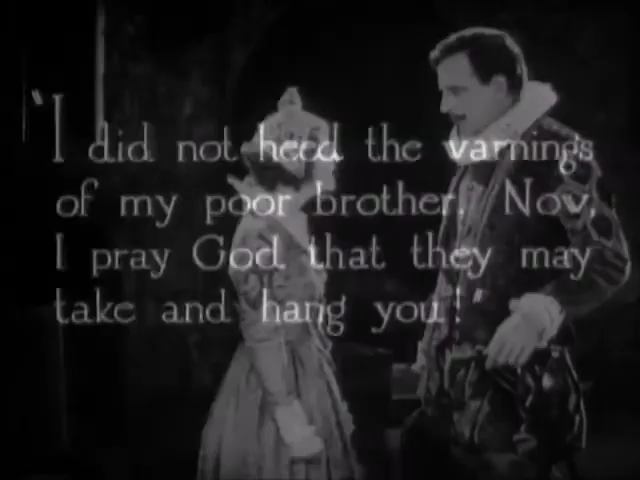 "I did not heed the warnings
of my poor brother. Now,
I pray God that they may
take and hang you!"